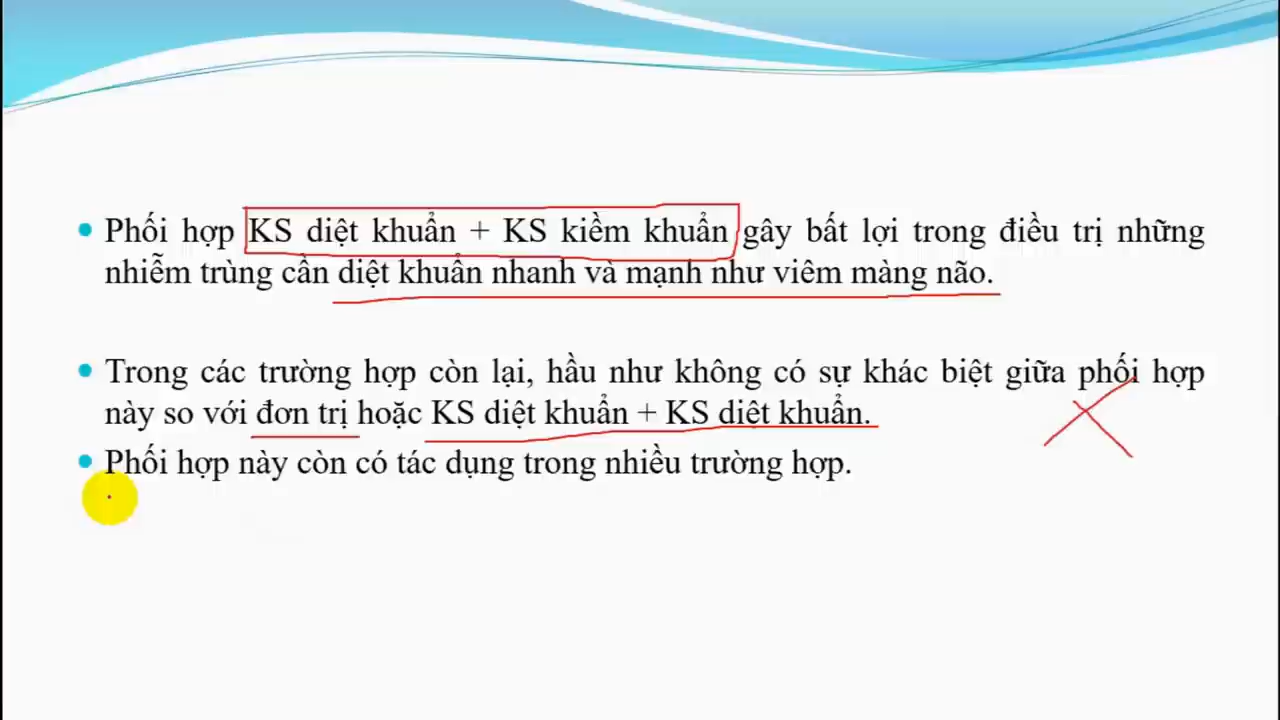 Phối hợp KS diệt khuẩn + KS kiềm khuẩn gây bất lợi trong điều trị những
nhiễm trùng cần diệt khuẩn nhanh và mạnh như viêm màng não.
Trong các trường hợp còn lại, hầu như không có sự khác biệt giữa phối hợp
này so với đơn trị hoặc KS diệt khuẩn + KS diệt khuẩn.
Phối hợp này còn có tác dụng trong nhiều trường hợp.